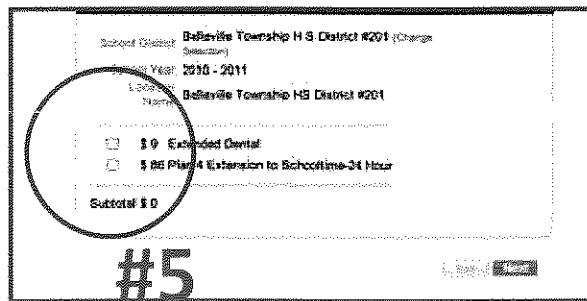 School District: Belleville Township H S District #201 (Change
Selection)
School Year: 2010 - 2011
Location
Name: Belleville Township HS District #201
$ 0 Extended Dental
$ 86 Plan 4 Extension to Schooltime-24 Hour
Subtotal $ 0
#5
Next